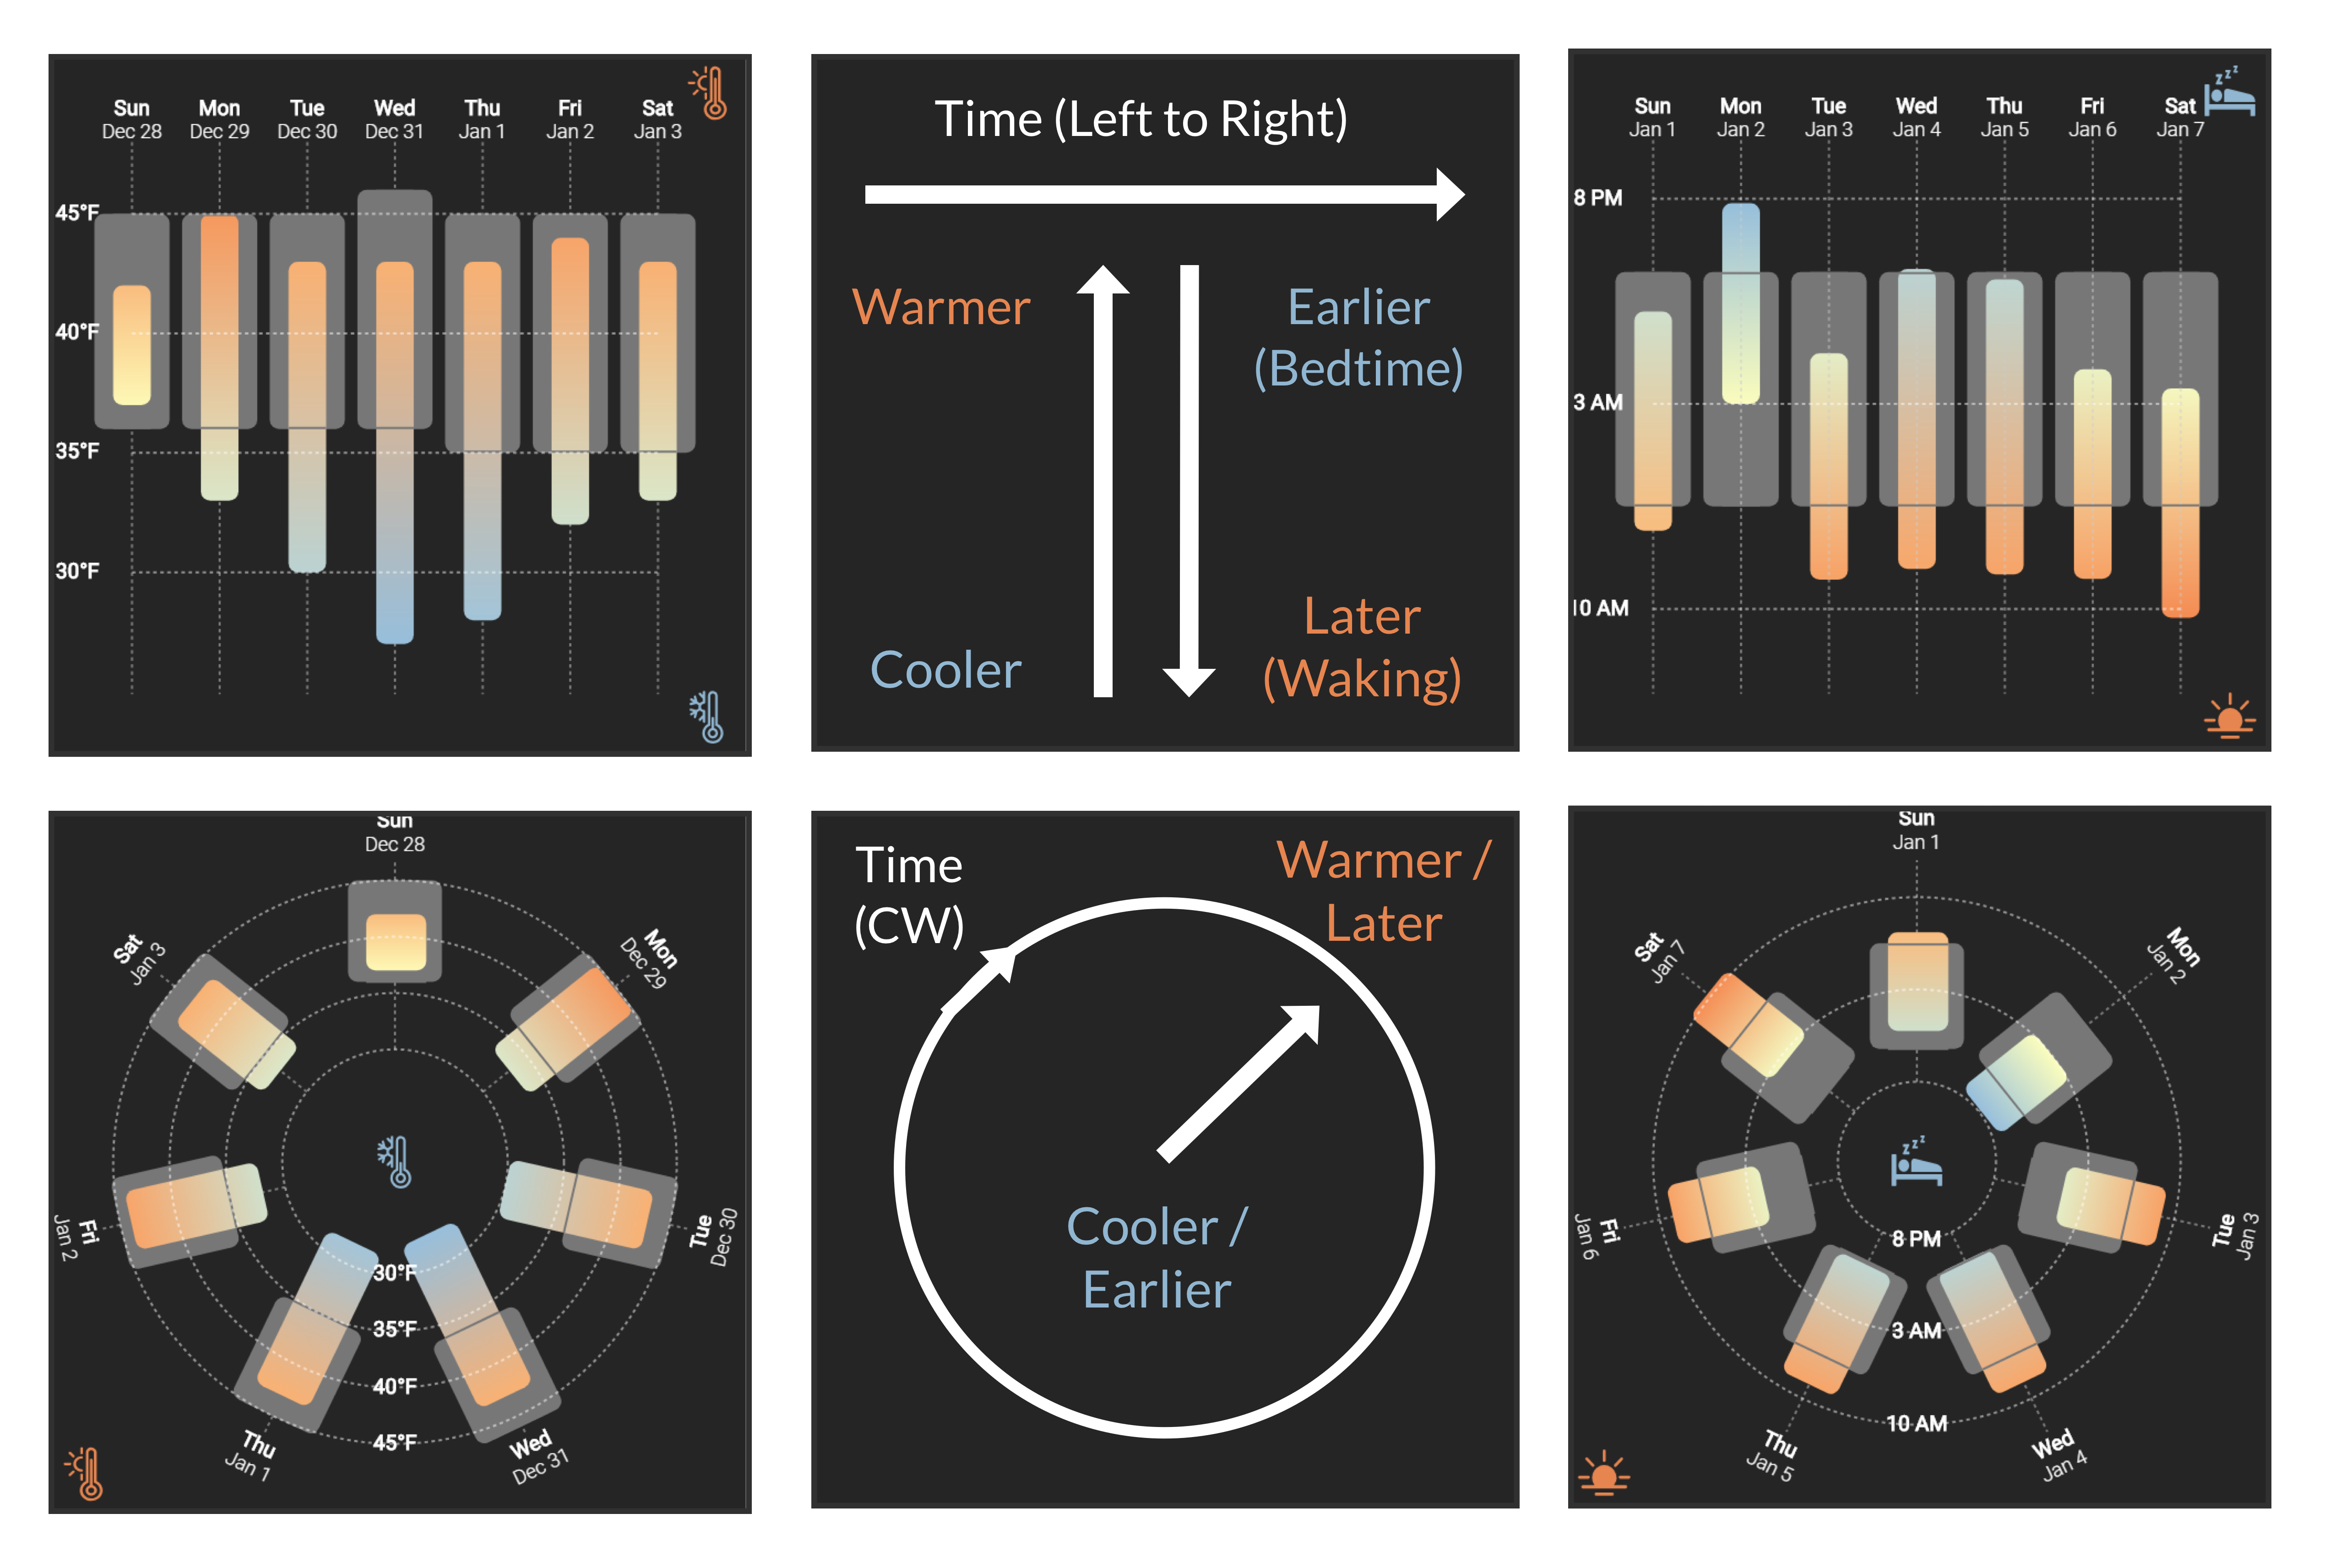 Sun Mon Tue Wed Thu Fri Sat
Dec 28 Dec 29 Dec 30 Dec 31 Jan 1 Jan 2 Jan 3
45°F
40°F
35°F
30°F
Time (Left to Right)
Warmer
Earlier
(Bedtime)
Cooler
Later
(Waking)
z z z
Sun Mon Tue Wed Thu Fri Sat
Jan 1 Jan 2 Jan 3 Jan 4 Jan 5 Jan 6 Jan 7
8 PM
3 AM
10 AM
Sun
Dec 28
Mon
Dec 29
Tue
Dec 30
Wed
Dec 31
Thu
Jan 1
Fri
Jan 2
Sat
Jan 3
30°F
35°F
40°F
45°F
Time
(CW)
Warmer /
Later
Cooler /
Earlier
Sun
Jan 1
Mon
Jan 2
Tue
Jan 3
Wed
Jan 4
Thu
Jan 5
Fri
Jan 6
Sat
Jan 7
z z z
8 PM
3 AM
10 AM